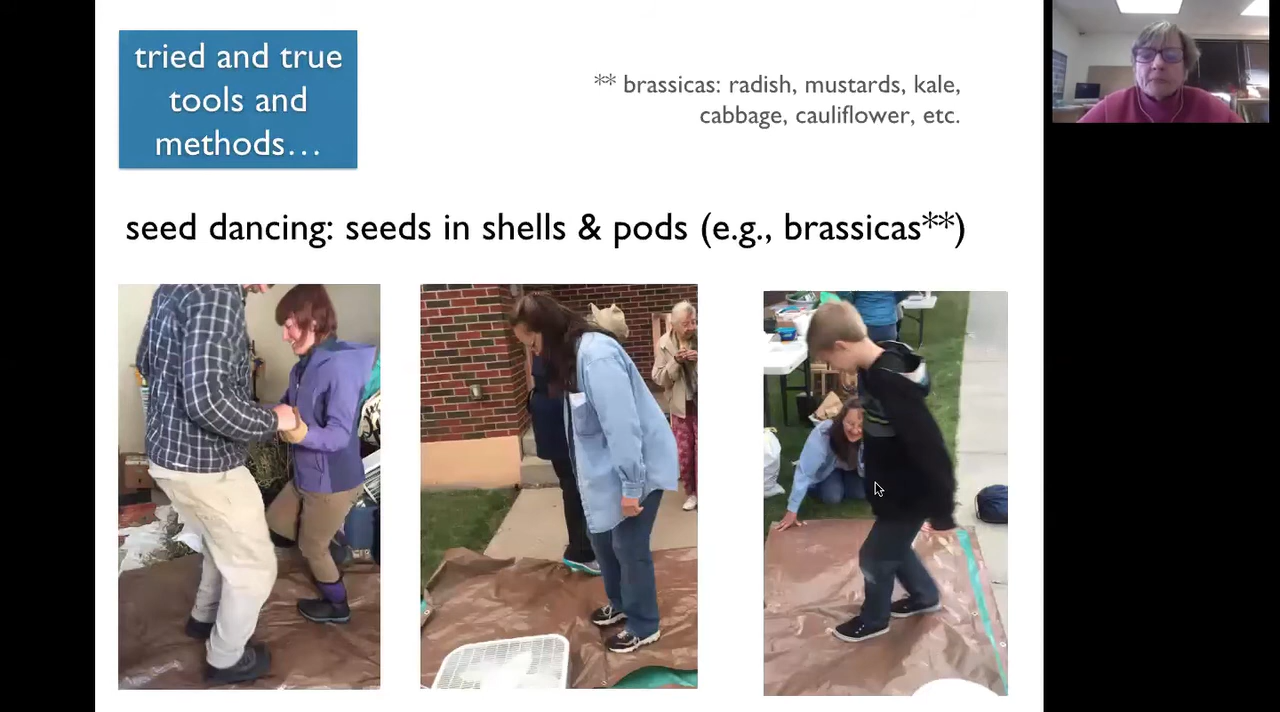 tried and true
tools and
methods…
** brassicas: radish, mustards, kale,
cabbage, cauliflower, etc.
seed dancing: seeds in shells & pods (e.g., brassicas**)